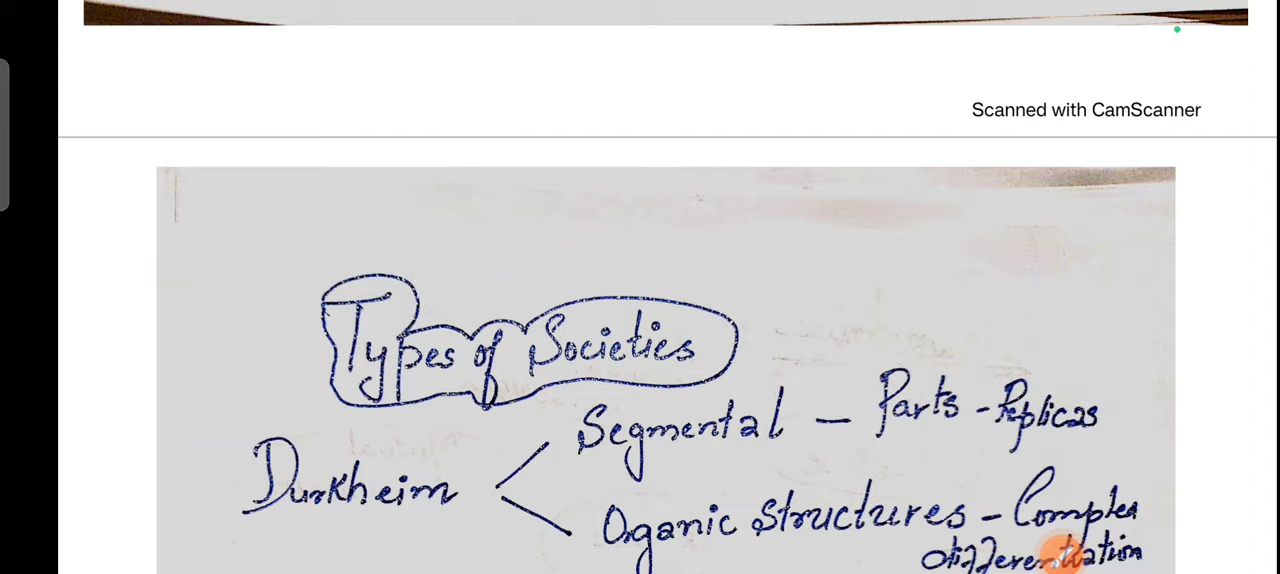 Scanned with CamScanner
Types of Societies
Segmental - Parts - Replicas
Durkheim
Organic Structures - Complex
differentiation